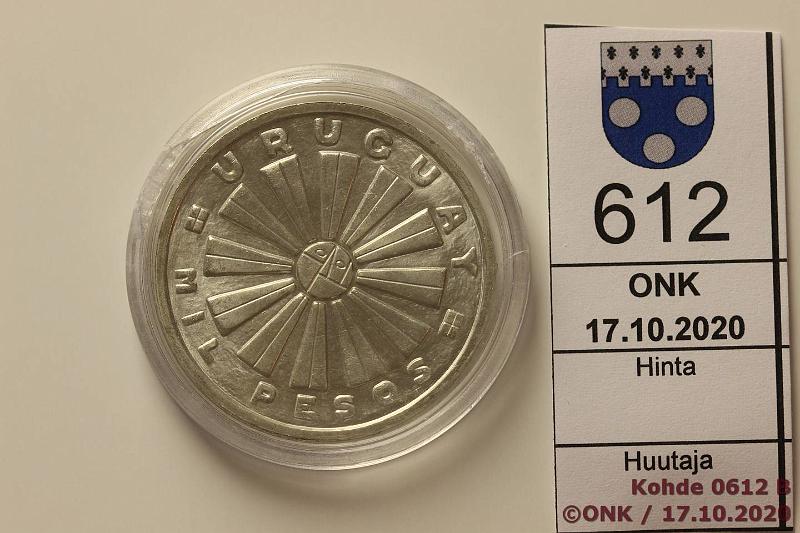 URUGUAY
MIL PESOS
612
ONK
17.10.2020
Hinta
Huutaja
Kohde 0612 B
©ONK / 17.10.2020